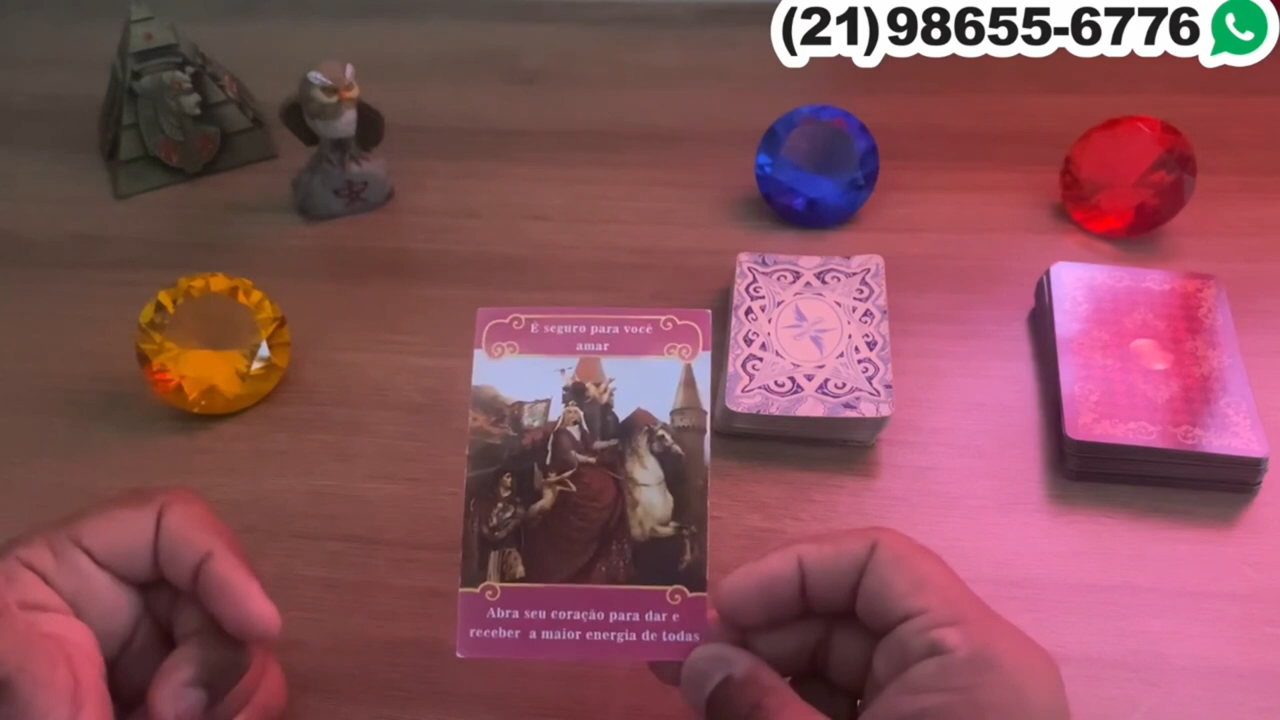 (21)98655-6776
É seguro para você
amar
Abra seu coração para dar e
receber a maior energia de todas